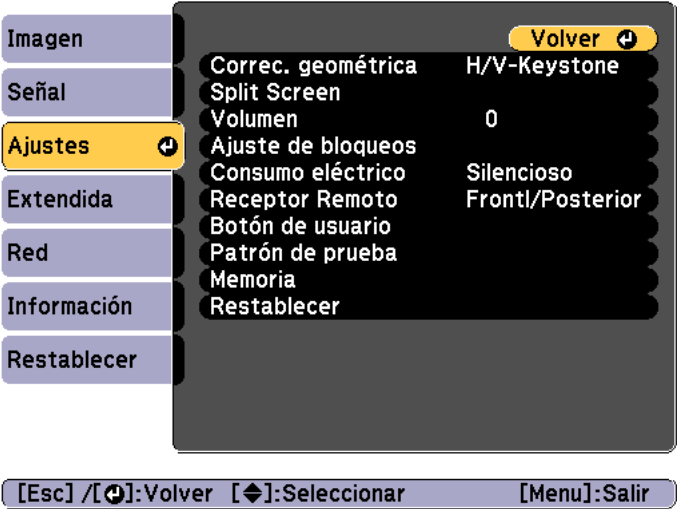 Imagen
Señal
Ajustes
Extendida
Red
Información
Restablecer
Volver
Correc. geométrica H/V-Keystone
Split Screen
Volumen 0
Ajuste de bloqueos
Consumo eléctrico Silencioso
Receptor Remoto Frontl/Posterior
Botón de usuario
Patrón de prueba
Memoria
Restablecer
[Esc] /[⏎]:Volver [◆]:Seleccionar [Menu]:Salir